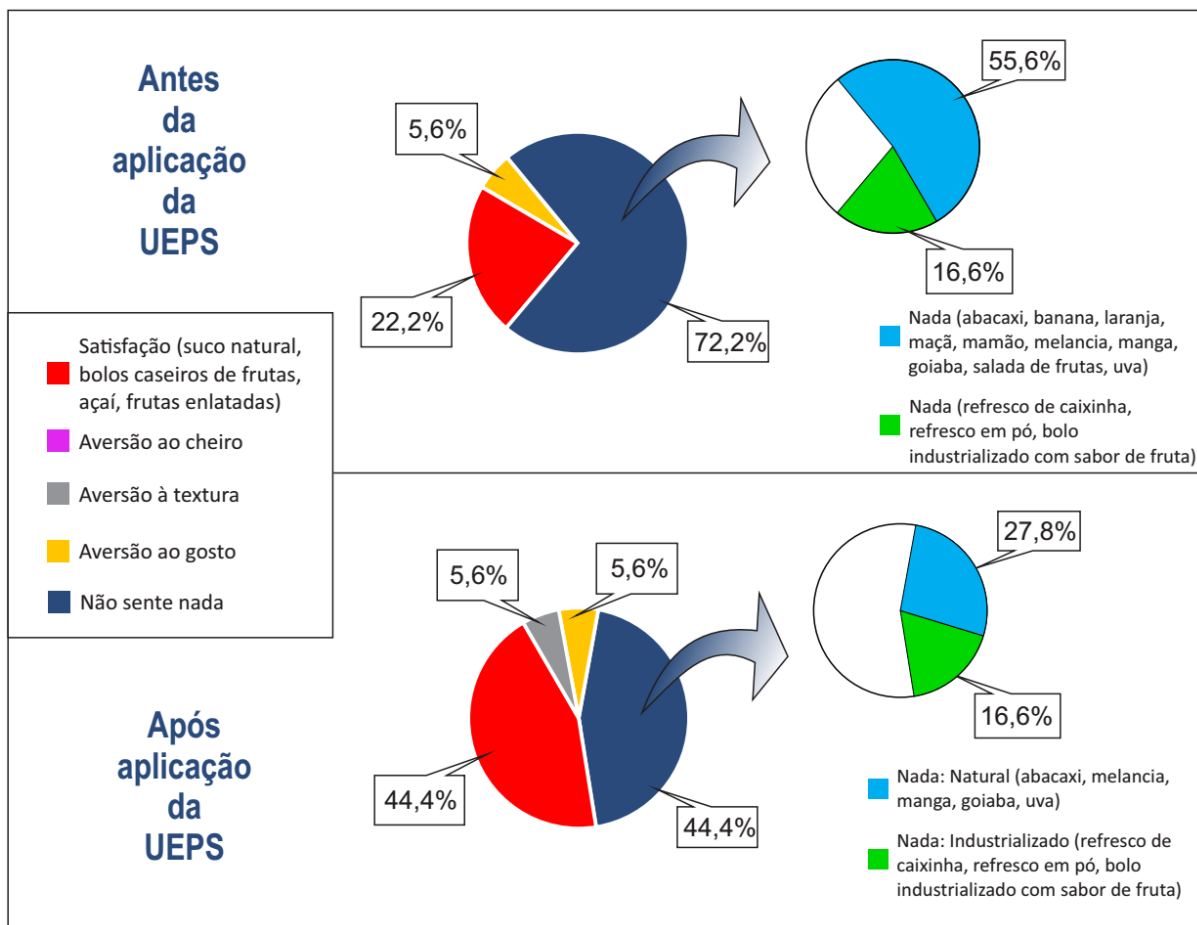 Antes
da
aplicação
da
UEPS
5,6%
22,2%
72,2%
55,6%
16,6%
Nada (abacaxi, banana, laranja,
maçã, mamão, melancia, manga,
goiaba, salada de frutas, uva)
Nada (refresco de caixinha,
refresco em pó, bolo
industrializado com sabor de fruta)
Satisfação (suco natural,
bolos caseiros de frutas,
açaí, frutas enlatadas)
Aversão ao cheiro
Aversão à textura
Aversão ao gosto
Não sente nada
Após
aplicação
da
UEPS
5,6%
5,6%
44,4%
44,4%
27,8%
16,6%
Nada: Natural (abacaxi, melancia,
manga, goiaba, uva)
Nada: Industrializado (refresco de
caixinha, refresco em pó, bolo
industrializado com sabor de fruta)